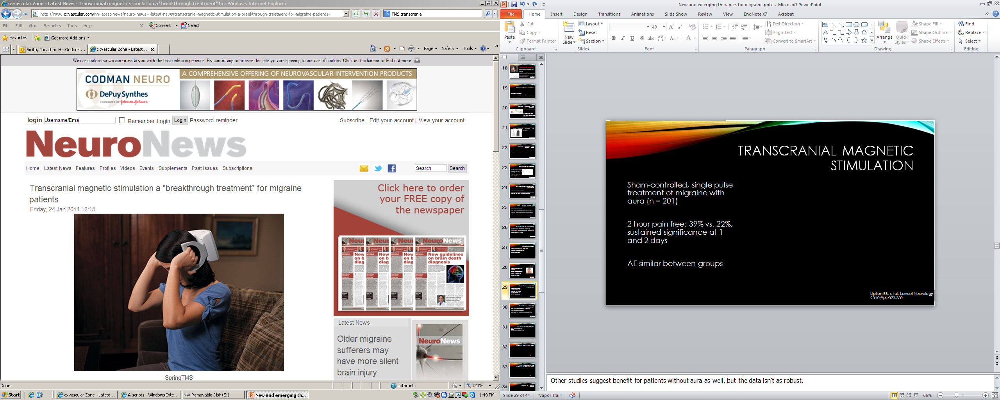 cxvascular Zone - Latest News - Transcranial magnetic stimulation a "breakthrough treatment" fo - Windows Internet Explorer
http://www.cxvascular.com/nn-latest-news/neuro-news---latest-news/transcranial-magnetic-stimulation-a-breakthrough-treatment-for-migraine-patients-
TMS transcranial
File Edit View Favorites Tools Help
x Convert Select
Favorites Get more Add-ons
Smith, Jonathan H - Outlook ...
cxvascular Zone - Latest ...
Page Safety Tools
We use cookies so we can provide you with the best online experience. By continuing to browse this site you are agreeing to our use of cookies. Click on the banner to find out more.
CODMAN NEURO
DePuySynthes
COMPANIES OF Johnson-Johnson
A COMPREHENSIVE OFFERING OF NEUROVASCULAR INTERVENTION PRODUCTS
login Username/Ema Remember Login Login Password reminder
Subscribe | Edit your account | View your account
NeuroNews
Home Latest News Features Profiles Videos Events Supplements Past Issues Subscriptions
Search Search
Transcranial magnetic stimulation a “breakthrough treatment” for migraine
patients
Friday, 24 Jan 2014 12:15
SpringTMS
Click here to order
your FREE copy of
the newspaper
NeuroNews
New guidelines
on brain death
diagnosis
Latest News
Older migraine
sufferers may
have more silent
brain injury
NeuroNews
Done
Internet
120%
Start
cxvascular Zone - Latest...
Allscripts - Windows Inte...
Removable Disk (E:)
New and emerging th...
1:49 PM
New and emerging therapies for migraine.pptx - Microsoft PowerPoint
File Home Insert Design Transitions Animations Slide Show Review View EndNote X7 Acrobat
Paste
Cut
Copy
Format Painter
Clipboard
New
Slide
Layout
Reset
Section
Slides
40
Font
Text Direction
Align Text
Convert to SmartArt
Paragraph
Arrange
Quick
Styles
Shape Fill
Shape Outline
Shape Effects
Drawing
Find
Replace
Select
Editing
18
19
20
21
22
23
24
25
26
27
28
29
30
31
32
33
34
TRANSCRANIAL MAGNETIC
STIMULATION
Sham-controlled, single pulse
treatment of migraine with
aura (n = 201)
2 hour pain free: 39% vs. 22%,
sustained significance at 1
and 2 days
AE similar between groups
Lipton RB, et al. Lancet Neurology
2010;9(4):373-380
Other studies suggest benefit for patients without aura as well, but the data isn’t as robust.
Slide 29 of 44
"Vapor Trail"
66%